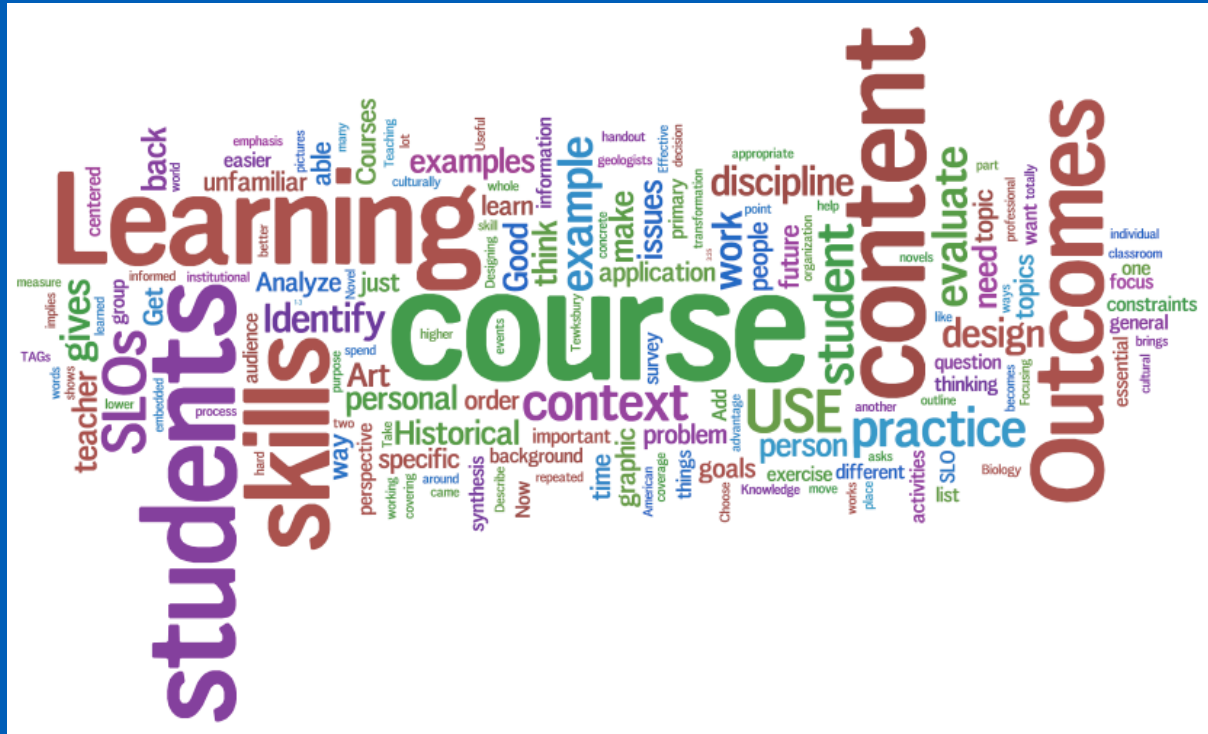 content
Outcomes
Learning
course
students
skills
emphasis
easier
unfamiliar
pictures
able
many
Courses
Teaching
lot
culturally
examples
Useful
whole
learn
skill
Designing
Good
information
think
example
handout
geologists
concrete
make
issues
Effective
decision
primary
transformation
appropriate
discipline
help
work
point
people
future
organization
application
student
novels
evaluate
part
need
topic
professional
want
totally
ways
topics
like
design
individual
classroom
one
focus
constraints
general
brings
essential
cultural
centered
back
world
better
measure
implies
gives
informed
learned
group
Get
institutional
Analyze
1-3
Novel
just
Identify
audience
spend
purpose
Art
TAGs
words
shows
teacher
lower
SLOs
embedded
process
hard
two
way
perspective
personal
order
Take
Historical
working
covering
specific
around
came
background
important
repeated
synthesis
Describe
Now
higher
events
Tewksbury
survey
3:25
context
time
graphic
American
coverage
problem
things
Add
advantage
goals
Choose
Knowledge
USE
person
exercise
move
another
outline
practice
asks
different
works
place
activities
SLO
list
question
thinking
becomes
Focusing
Biology